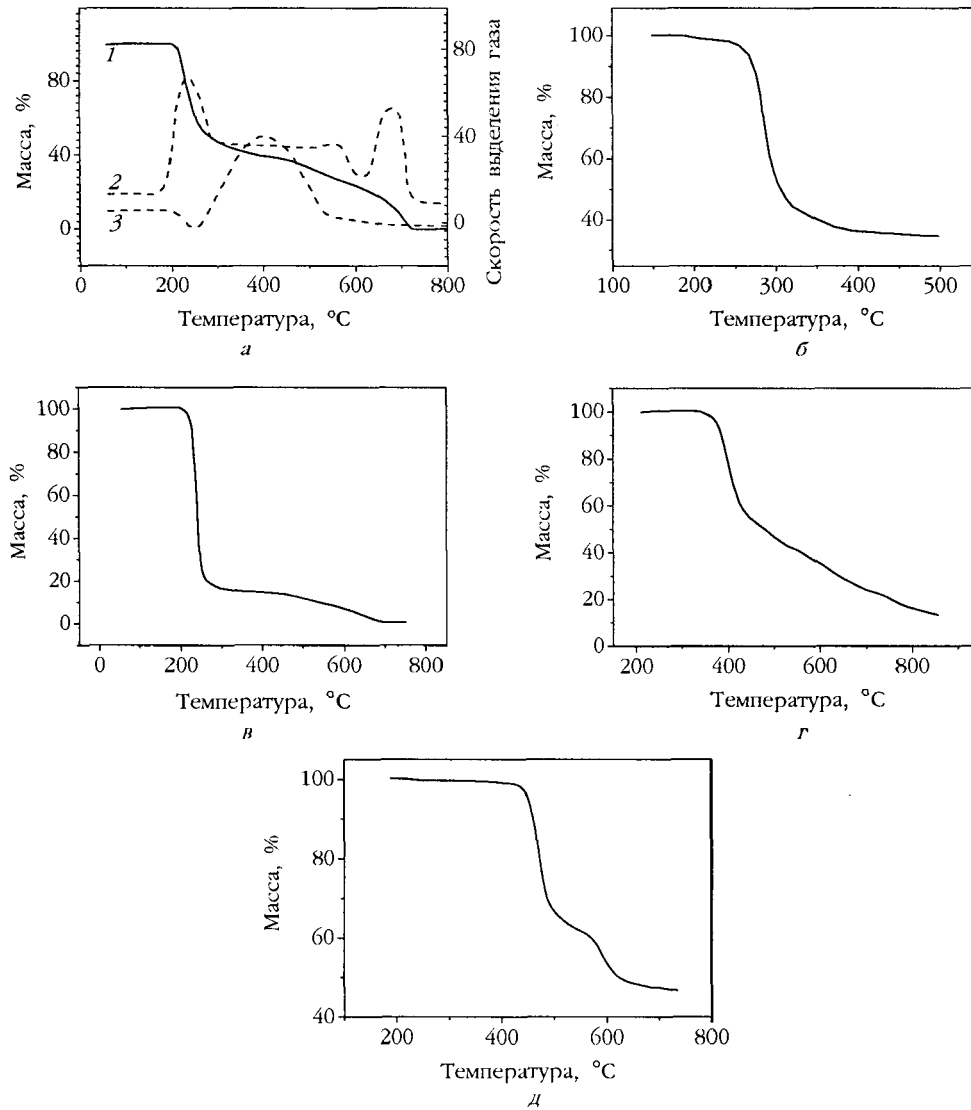 Масса, %
80
40
0
1
2
3
80
40
0
Скорость выделения газа
0 200 400 600 800
Температура, °C
а
Масса, %
100
80
60
40
100 200 300 400 500
Температура, °C
б
Масса, %
100
80
60
40
20
0
0 200 400 600 800
Температура, °C
в
Масса, %
100
80
60
40
20
0
200 400 600 800
Температура, °C
г
Масса, %
100
80
60
40
200 400 600 800
Температура, °C
д